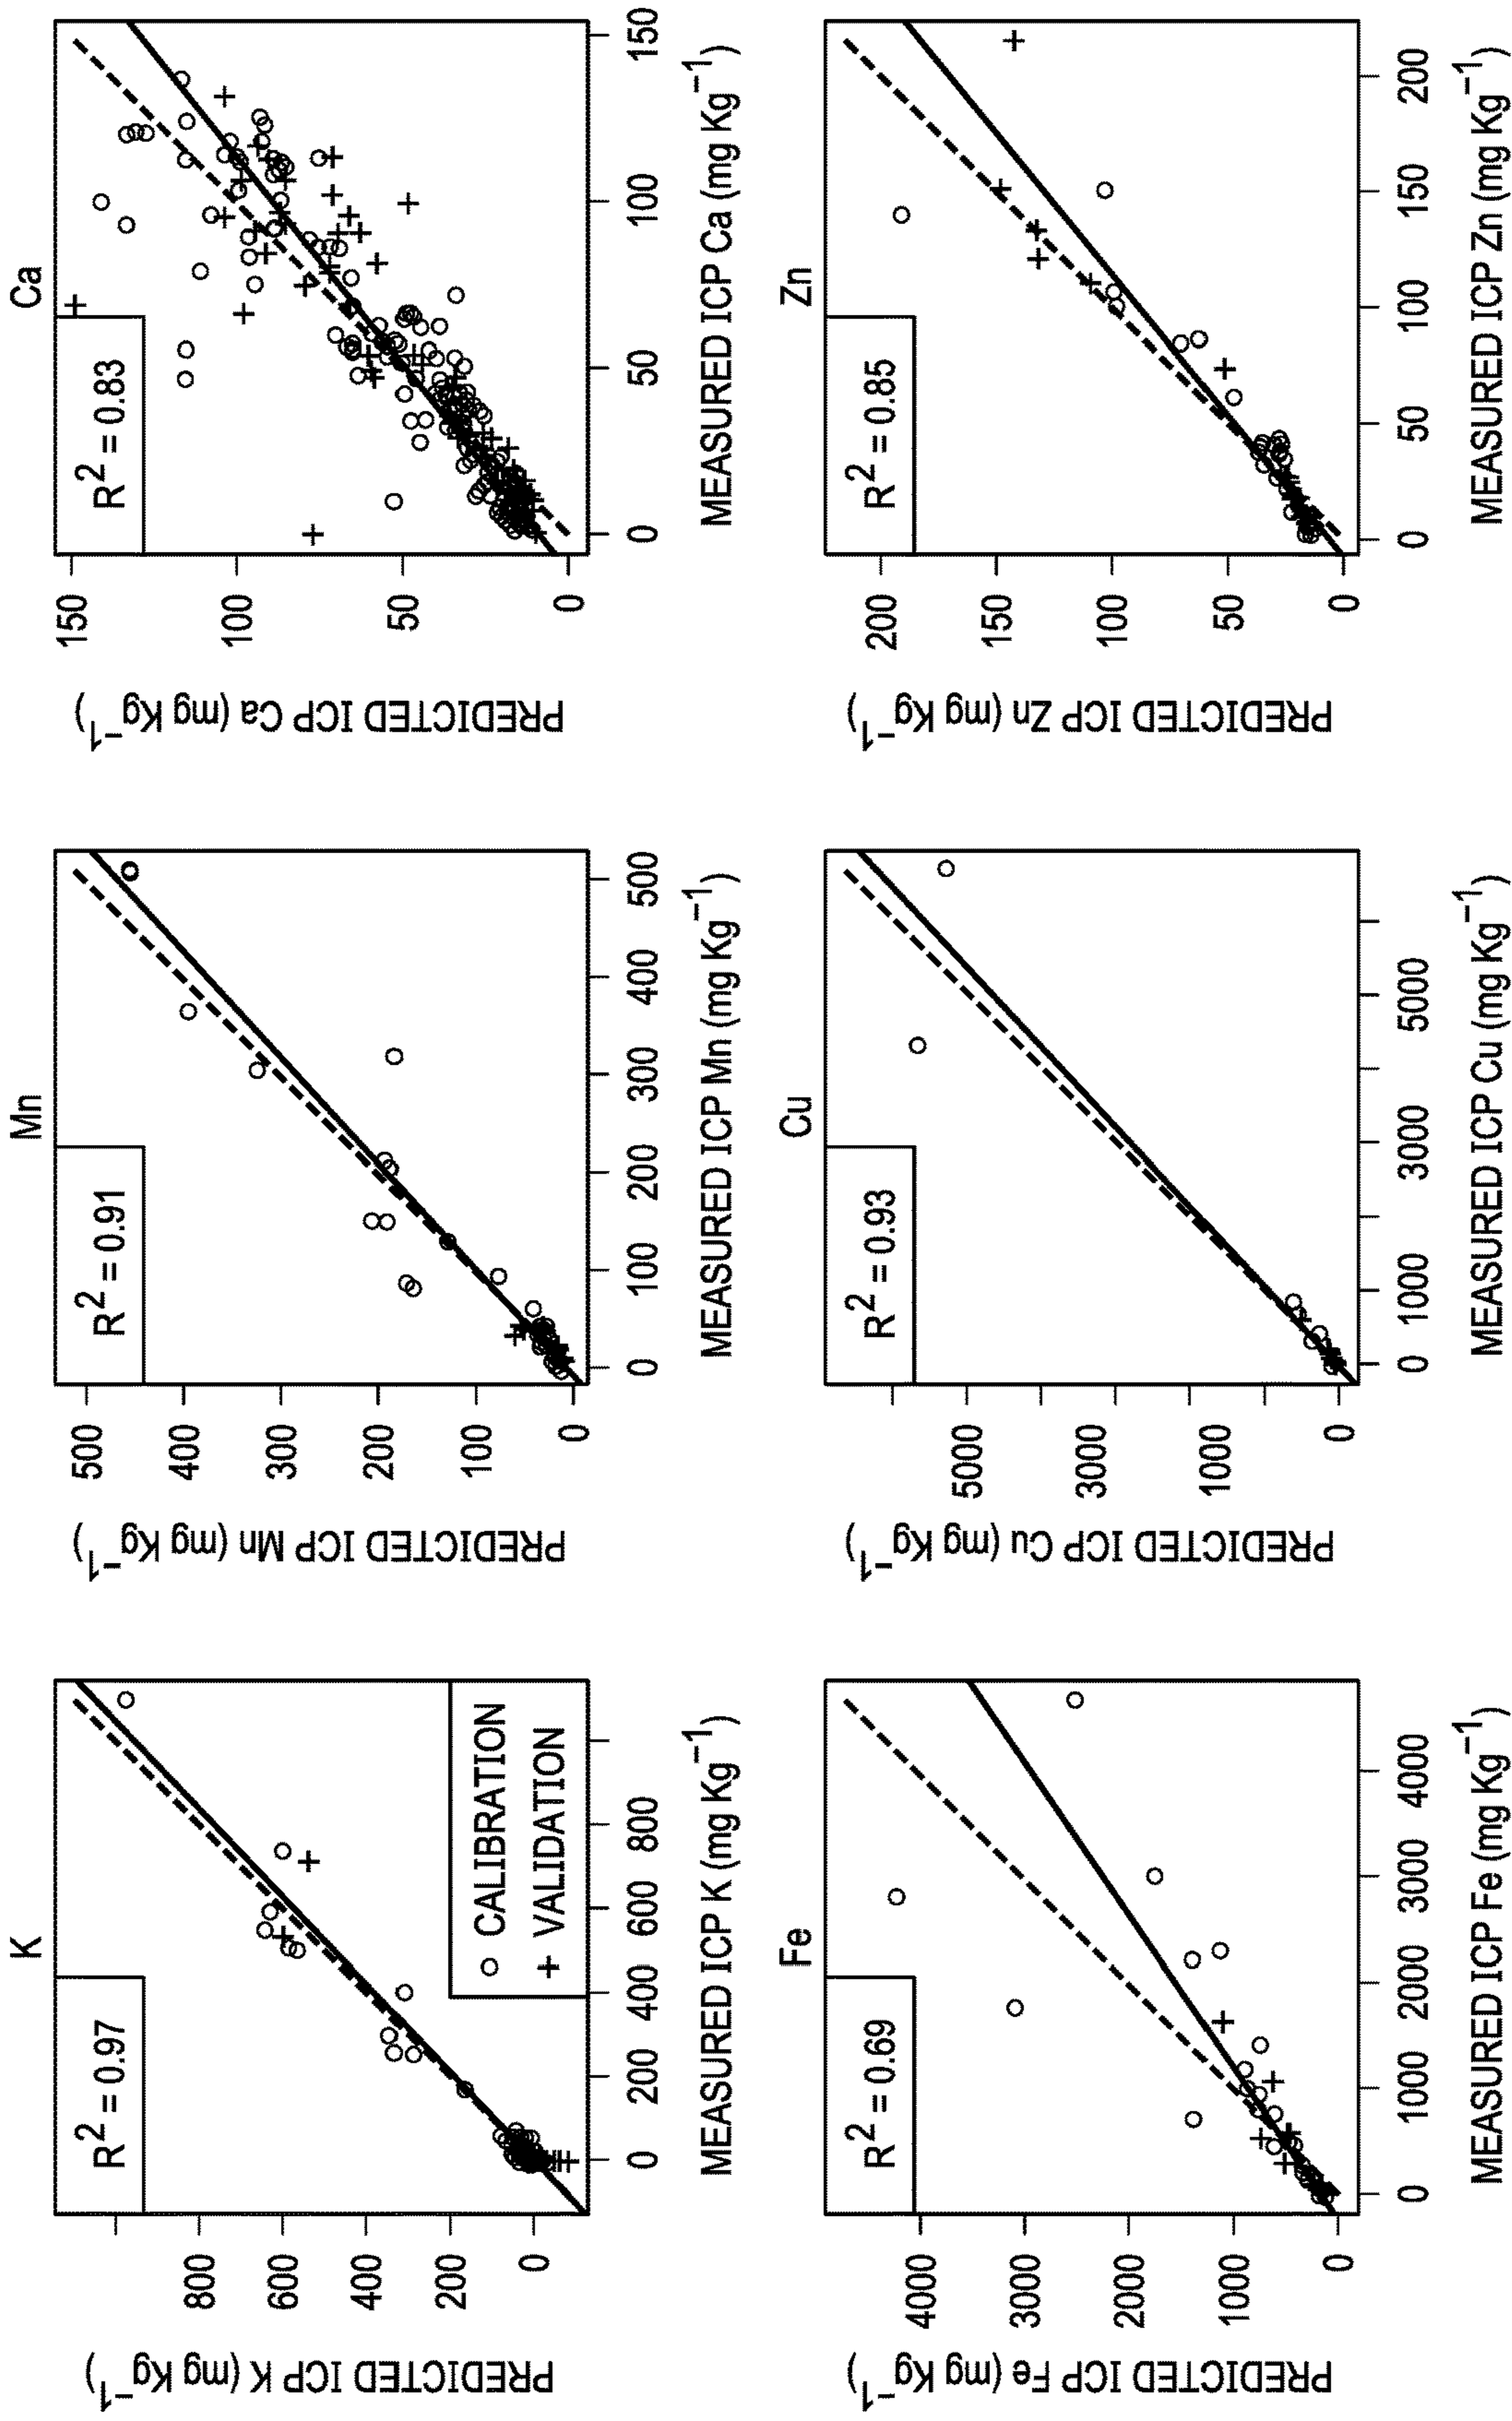 K
R² = 0.97
PREDICTED ICP K (mg Kg⁻¹)
800
600
400
200
0
0
200
400
600
800
MEASURED ICP K (mg Kg⁻¹)
○ CALIBRATION
+ VALIDATION
Mn
R² = 0.91
PREDICTED ICP Mn (mg Kg⁻¹)
500
400
300
200
100
0
0
100
200
300
400
500
MEASURED ICP Mn (mg Kg⁻¹)
Ca
R² = 0.83
PREDICTED ICP Ca (mg Kg⁻¹)
150
100
50
0
0
50
100
150
MEASURED ICP Ca (mg Kg⁻¹)
Fe
R² = 0.69
PREDICTED ICP Fe (mg Kg⁻¹)
4000
3000
2000
1000
0
0
1000
2000
3000
4000
MEASURED ICP Fe (mg Kg⁻¹)
Cu
R² = 0.93
PREDICTED ICP Cu (mg Kg⁻¹)
5000
3000
1000
0
0
1000
3000
5000
MEASURED ICP Cu (mg Kg⁻¹)
Zn
R² = 0.85
PREDICTED ICP Zn (mg Kg⁻¹)
200
150
100
50
0
0
50
100
150
200
MEASURED ICP Zn (mg Kg⁻¹)